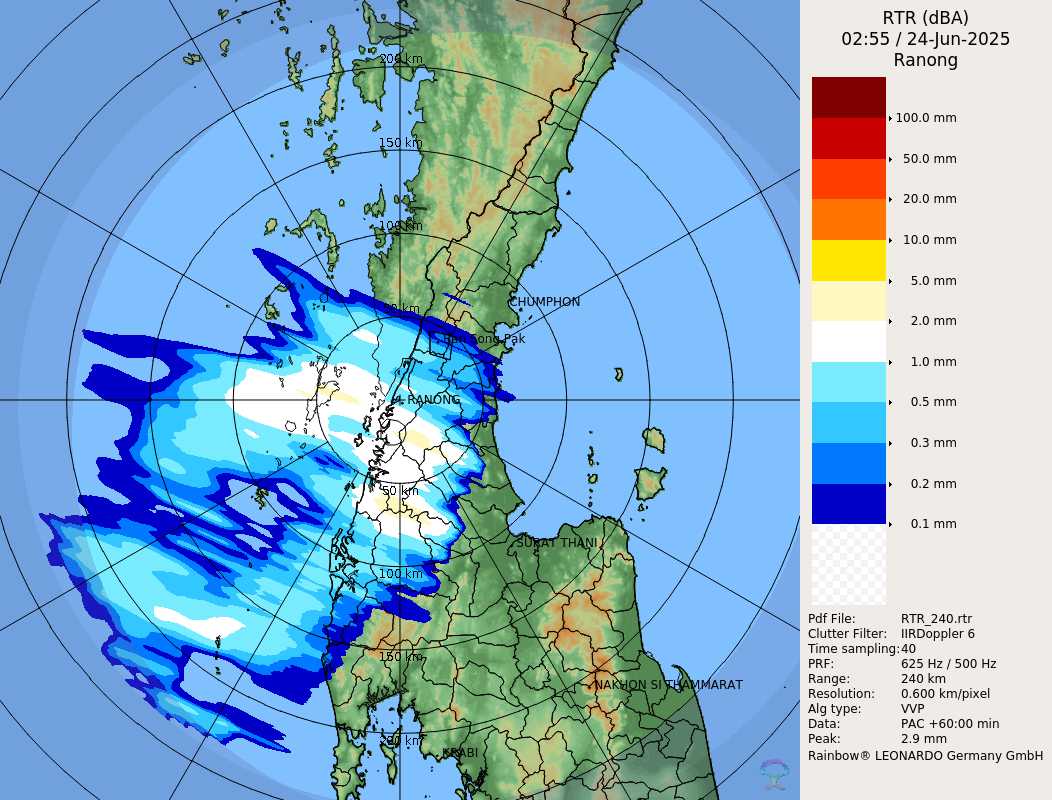 RTR (dBA)
02:55 / 24-Jun-2025
Ranong
100.0 mm
50.0 mm
20.0 mm
10.0 mm
5.0 mm
2.0 mm
1.0 mm
0.5 mm
0.3 mm
0.2 mm
0.1 mm
Pdf File: RTR_240.rtr
Clutter Filter: IIRDoppler 6
Time sampling:40
PRF: 625 Hz / 500 Hz
Range: 240 km
Resolution: 0.600 km/pixel
Alg type: VVP
Data: PAC +60:00 min
Peak: 2.9 mm
Rainbow® LEONARDO Germany GmbH
200 km
150 km
100 km
50 km
CHUMPHON
Ban Song Pak
RANONG
50 km
SURAT THANI
100 km
150 km
NAKHON SI THAMMARAT
200 km
KRABI